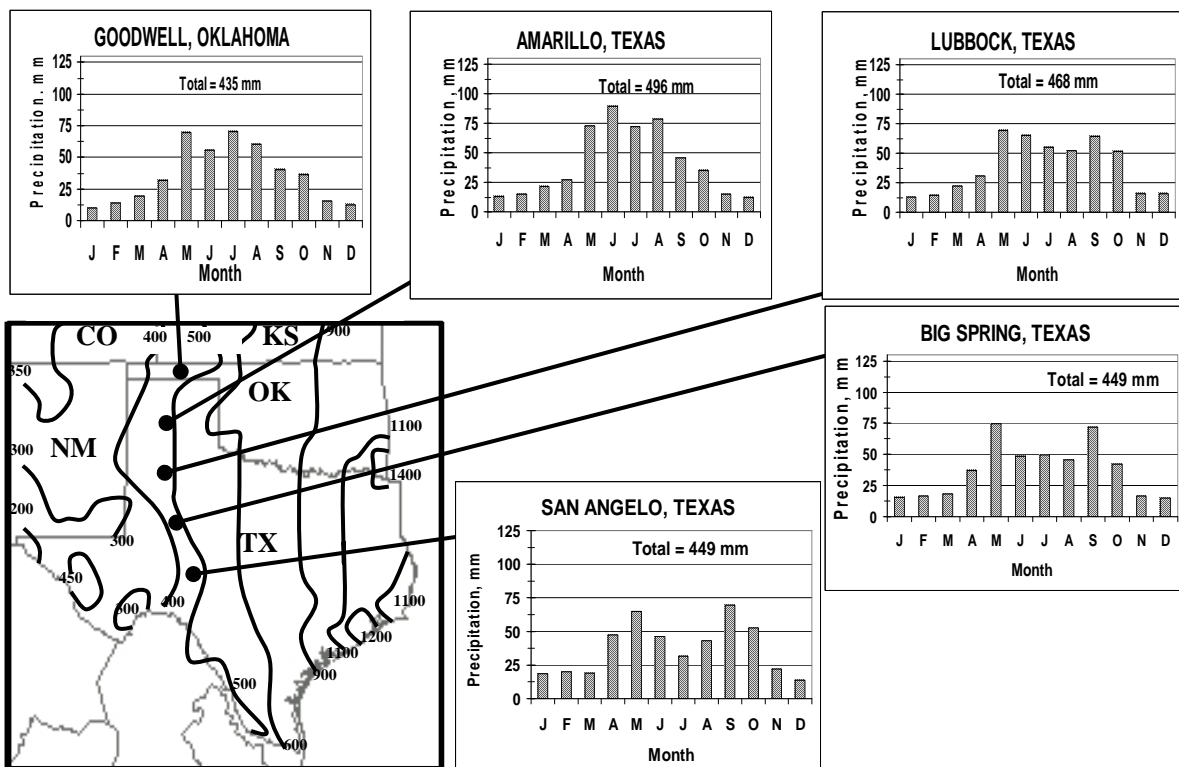 GOODWELL, OKLAHOMA
Total = 435 mm
Precipitation, mm
125
100
75
50
25
0
J F M A M J J A S O N D
Month
AMARILLO, TEXAS
Total = 496 mm
Precipitation, mm
125
100
75
50
25
0
J F M A M J J A S O N D
Month
LUBBOCK, TEXAS
Total = 468 mm
Precipitation, mm
125
100
75
50
25
0
J F M A M J J A S O N D
Month
BIG SPRING, TEXAS
Total = 449 mm
Precipitation, mm
125
100
75
50
25
0
J F M A M J J A S O N D
Month
SAN ANGELO, TEXAS
Total = 449 mm
Precipitation, mm
125
100
75
50
25
0
J F M A M J J A S O N D
Month
CO 400 500 KS 900
350
OK
1100
NM
300
1400
200
300
TX
450
300 400
1100
1200
1100
900
500
600